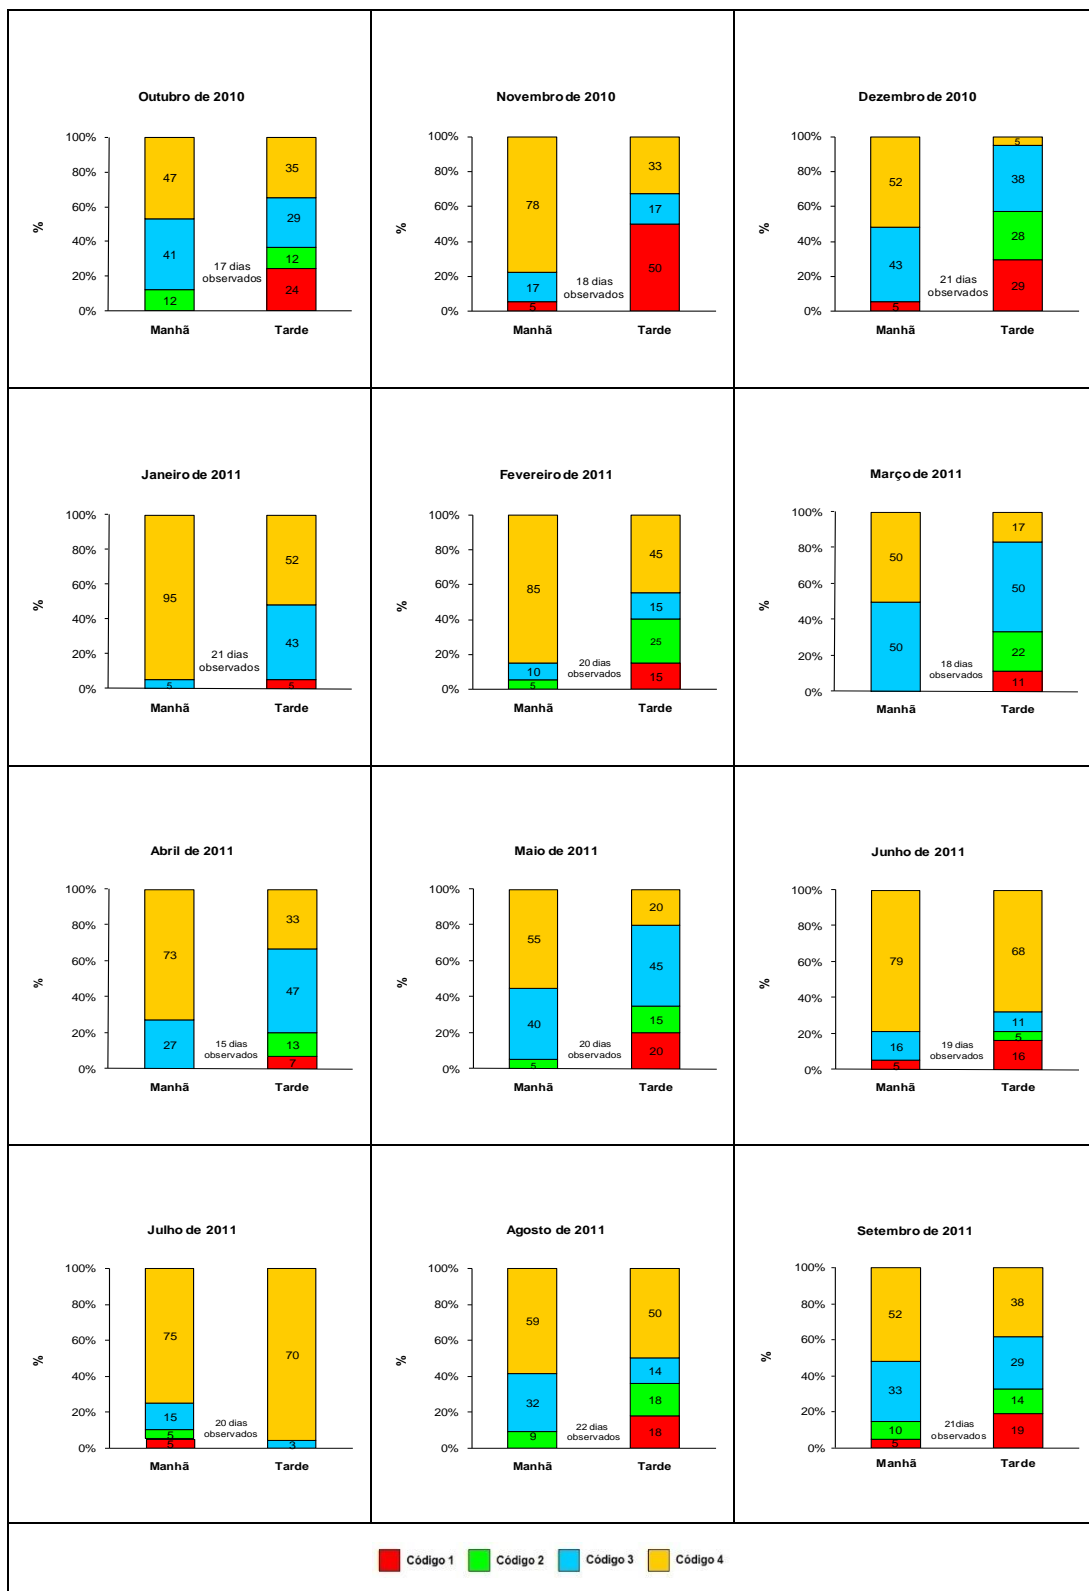 Outubro de 2010
100%
80%
60%
40%
20%
0%
%
47
41
12
17 dias
observados
35
29
12
24
Manhã
Tarde
Novembro de 2010
100%
80%
60%
40%
20%
0%
%
78
17
5
18 dias
observados
33
17
50
Manhã
Tarde
Dezembro de 2010
100%
80%
60%
40%
20%
0%
%
52
43
5
21 dias
observados
5
38
28
29
Manhã
Tarde
Janeiro de 2011
100%
80%
60%
40%
20%
0%
%
95
5
21 dias
observados
52
43
5
Manhã
Tarde
Fevereiro de 2011
100%
80%
60%
40%
20%
0%
%
85
10
5
20 dias
observados
45
15
25
15
Manhã
Tarde
Março de 2011
100%
80%
60%
40%
20%
0%
%
50
50
18 dias
observados
17
50
22
11
Manhã
Tarde
Abril de 2011
100%
80%
60%
40%
20%
0%
%
73
27
15 dias
observados
33
47
13
7
Manhã
Tarde
Maio de 2011
100%
80%
60%
40%
20%
0%
%
55
40
5
20 dias
observados
20
45
15
20
Manhã
Tarde
Junho de 2011
100%
80%
60%
40%
20%
0%
%
79
16
5
19 dias
observados
68
11
5
16
Manhã
Tarde
Julho de 2011
100%
80%
60%
40%
20%
0%
%
75
15
5
5
20 dias
observados
70
3
Manhã
Tarde
Agosto de 2011
100%
80%
60%
40%
20%
0%
%
59
32
9
22 dias
observados
50
14
18
18
Manhã
Tarde
Setembro de 2011
100%
80%
60%
40%
20%
0%
%
52
33
10
5
21dias
observados
38
29
14
19
Manhã
Tarde
Código 1 Código 2 Código 3 Código 4